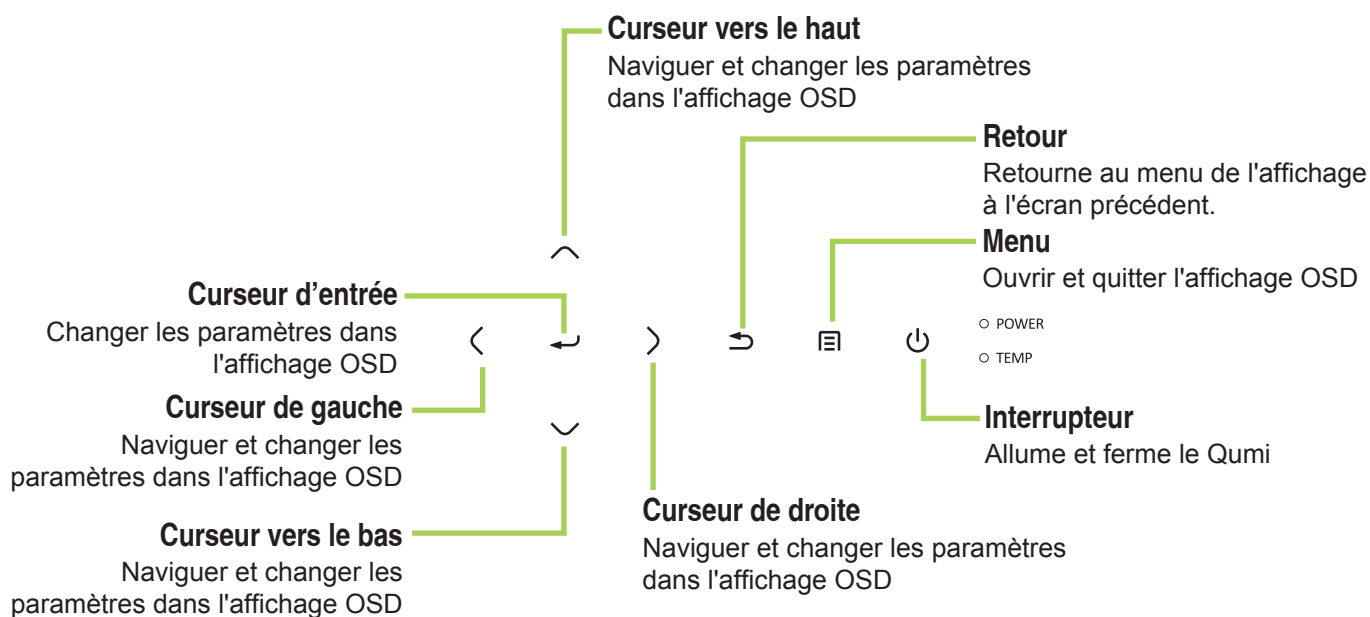 Curseur vers le haut
Naviguer et changer les paramètres
dans l'affichage OSD
Retour
Retourne au menu de l'affichage
à l'écran précédent.
Menu
Ouvrir et quitter l'affichage OSD
Curseur d’entrée
Changer les paramètres dans
l'affichage OSD
POWER
TEMP
Curseur de gauche
Naviguer et changer les
paramètres dans l'affichage OSD
Interrupteur
Allume et ferme le Qumi
Curseur vers le bas
Naviguer et changer les
paramètres dans l'affichage OSD
Curseur de droite
Naviguer et changer les paramètres
dans l'affichage OSD